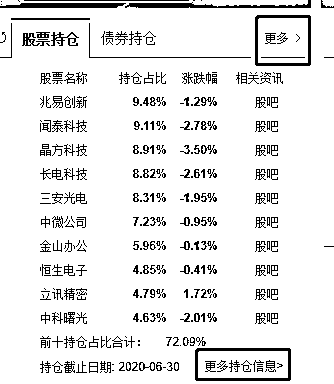 股票持仓 债券持仓 更多 >
股票名称 持仓占比 涨跌幅 相关资讯
兆易创新 9.48% -1.29% 股吧
闻泰科技 9.11% -2.78% 股吧
晶方科技 8.91% -3.50% 股吧
长电科技 8.82% -2.61% 股吧
三安光电 8.31% -1.95% 股吧
中微公司 7.23% -0.95% 股吧
金山办公 5.96% -0.13% 股吧
恒生电子 4.85% -0.41% 股吧
立讯精密 4.79% 1.72% 股吧
中科曙光 4.63% -2.01% 股吧
前十持仓占比合计： 72.09%
持仓截止日期: 2020-06-30 更多持仓信息>